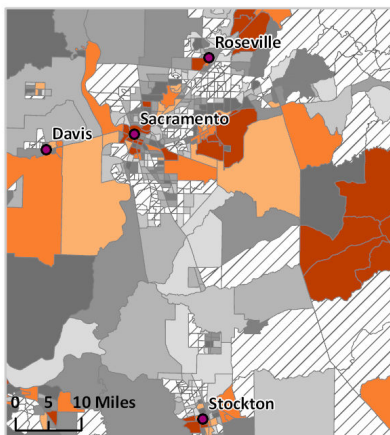 Roseville
Sacramento
Davis
0 5 10 Miles
Stockton